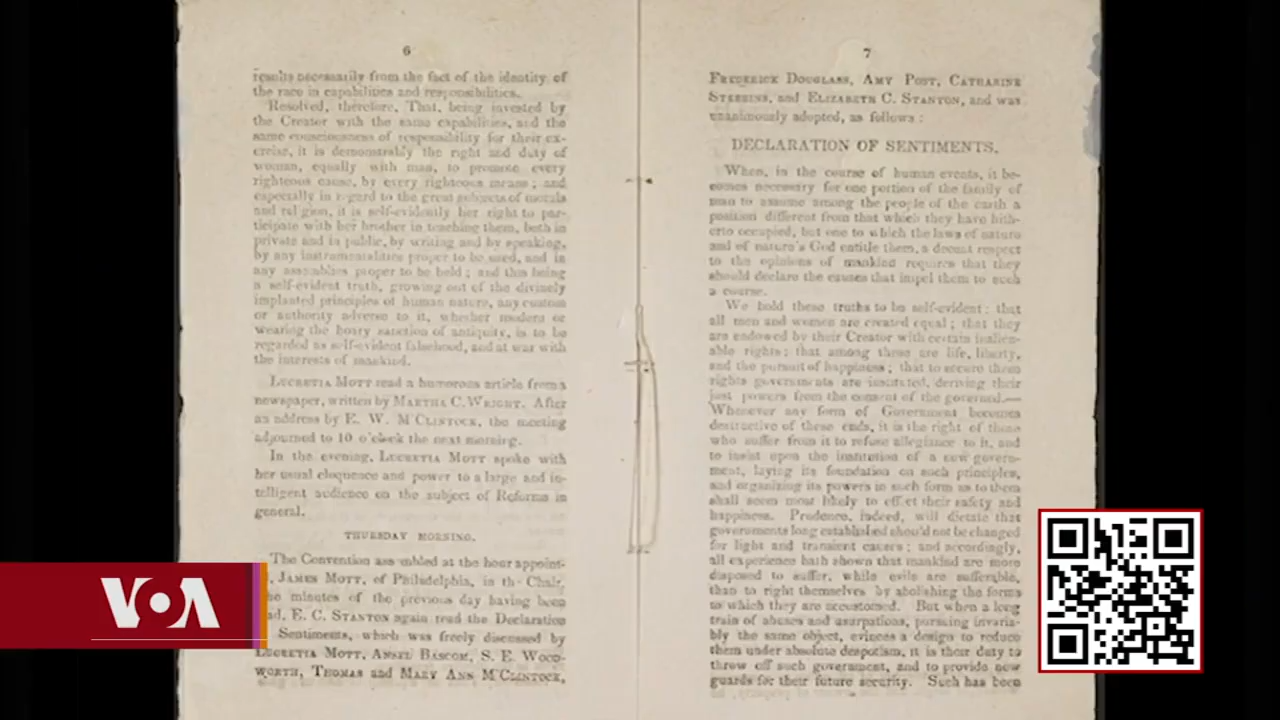 6
results necessarily from the fact of the identity of
the race in capabilities and responsibilities.
Resolved, therefore, That, being invested by
the Creator with the same capabilities, and the
same consciousness of responsibility for their ex-
ercise, it is demonstrably the right and duty of
woman, equally with man, to promote every
righteous cause, by every righteous means ; and
especially in regard to the great subjects of morals
and religion, it is self-evidently her right to par-
ticipate with her brother in teaching them, both in
private and in public, by writing and by speaking,
by any instrumentalities proper to be used, and in
any assemblies proper to be held ; and this being
a self-evident truth, growing out of the divinely
implanted principles of human nature, any custom
or authority adverse to it, whether modern or
wearing the hoary sanction of antiquity, is to be
regarded as self-evident falsehood, and at war with
the interests of mankind.
LUCRETIA MOTT read a humorous article from a
newspaper, written by MARTHA C. WRIGHT. After
an address by E. W. M'CLINTOCK, the meeting
adjourned to 10 o'clock the next morning.
In the evening, LUCRETIA MOTT spoke with
her usual eloquence and power to a large and in-
telligent audience on the subject of Reforms in
general.
THURSDAY MORNING.
The Convention assembled at the hour appoint-
JAMES MOTT, of Philadelphia, in the Chair.
minutes of the previous day having been
E. C. STANTON again read the Declaration
Sentiments, which was freely discussed by
LUCRETIA MOTT, ANSEL BASCOM, S. E. WOOD-
WORTH, THOMAS and MARY ANN M'CLINTOCK,
7
FREDERICK DOUGLASS, AMY POST, CATHARINE
STEBBINS, and ELIZABETH C. STANTON, and was
unanimously adopted, as follows :
DECLARATION OF SENTIMENTS.
When, in the course of human events, it be-
comes necessary for one portion of the family of
man to assume among the people of the earth a
position different from that which they have hith-
erto occupied, but one to which the laws of nature
and of nature's God entitle them, a decent respect
to the opinions of mankind requires that they
should declare the causes that impel them to such
a course.
We hold these truths to be self-evident : that
all men and women are created equal ; that they
are endowed by their Creator with certain inalien-
able rights ; that among these are life, liberty,
and the pursuit of happiness ; that to secure these
rights governments are instituted, deriving their
just powers from the consent of the governed.—
Whenever any form of Government becomes
destructive of these ends, it is the right of those
who suffer from it to refuse allegiance to it, and
to insist upon the institution of a new govern-
ment, laying its foundation on such principles,
and organizing its powers in such form as to them
shall seem most likely to effect their safety and
happiness. Prudence, indeed, will dictate that
governments long established should not be changed
for light and transient causes ; and accordingly,
all experience hath shown that mankind are more
disposed to suffer, while evils are sufferable,
than to right themselves by abolishing the forms
to which they are accustomed. But when a long
train of abuses and usurpations, pursuing invaria-
bly the same object, evinces a design to reduce
them under absolute despotism, it is their duty to
throw off such government, and to provide new
guards for their future security. Such has been
VOA